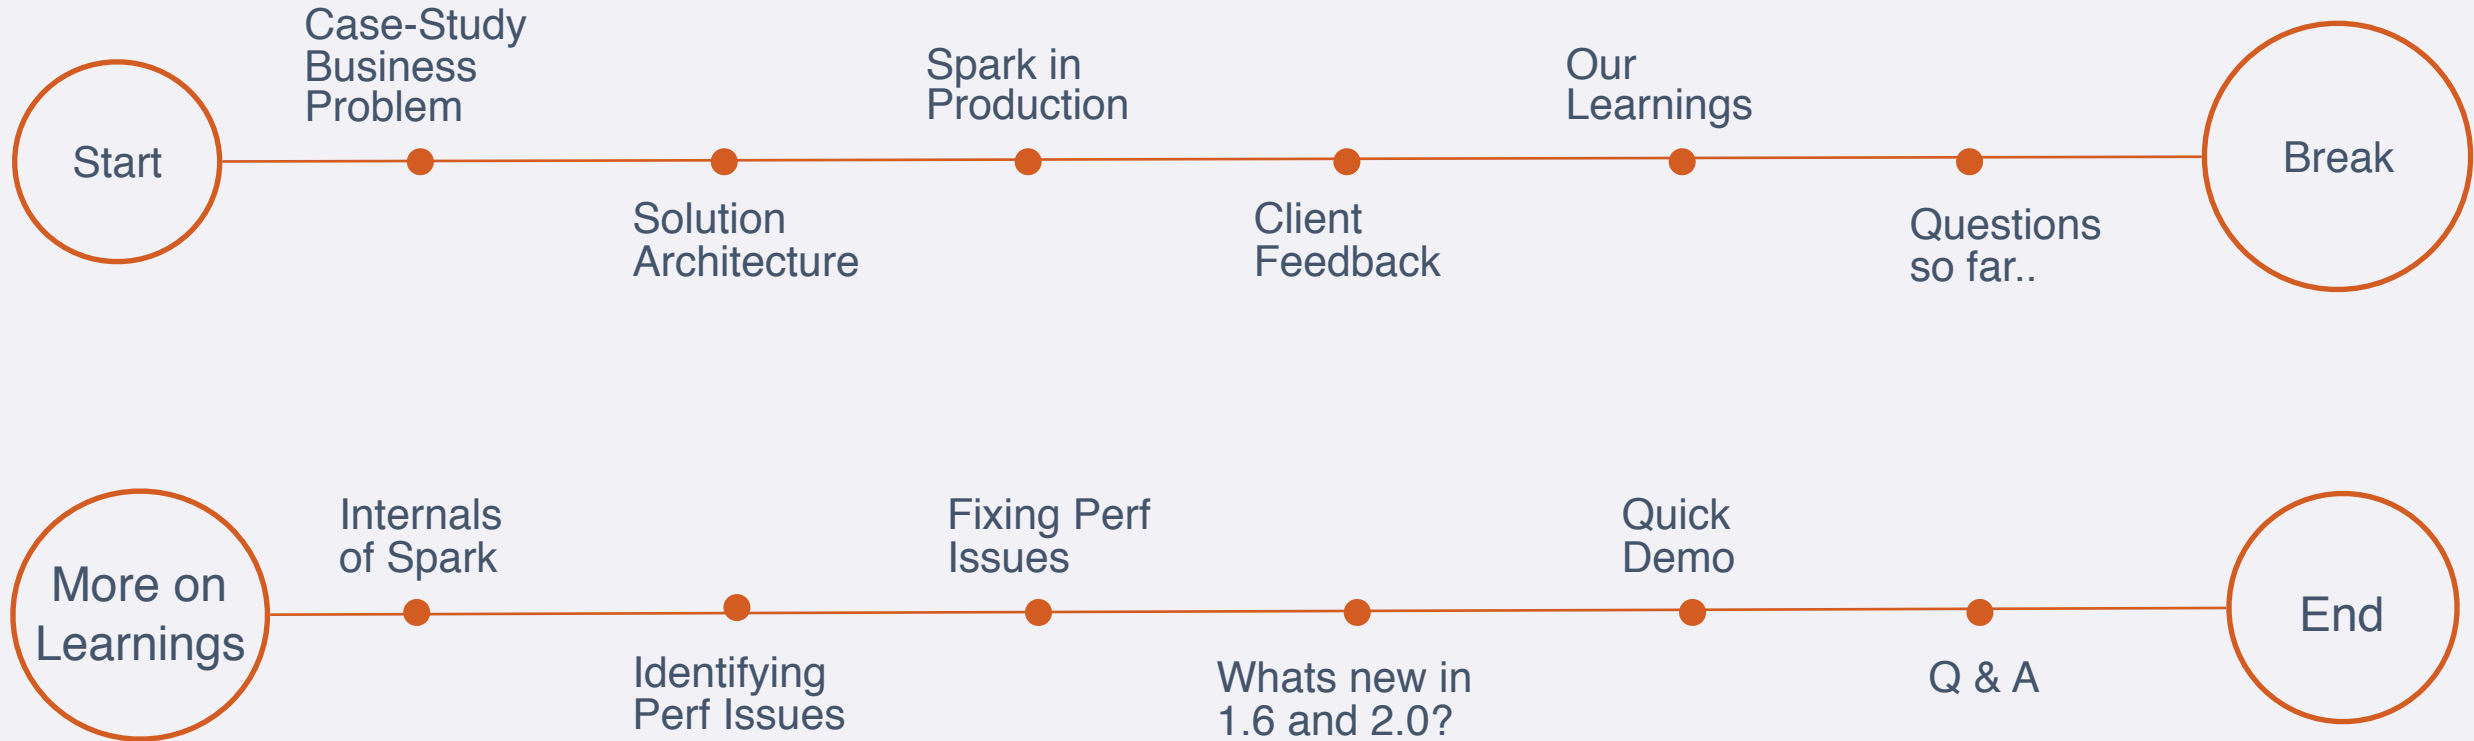 Start
Case-Study
Business
Problem
Solution
Architecture
Spark in
Production
Client
Feedback
Our
Learnings
Questions
so far..
Break
More on
Learnings
Internals
of Spark
Identifying
Perf Issues
Fixing Perf
Issues
Whats new in
1.6 and 2.0?
Quick
Demo
Q & A
End